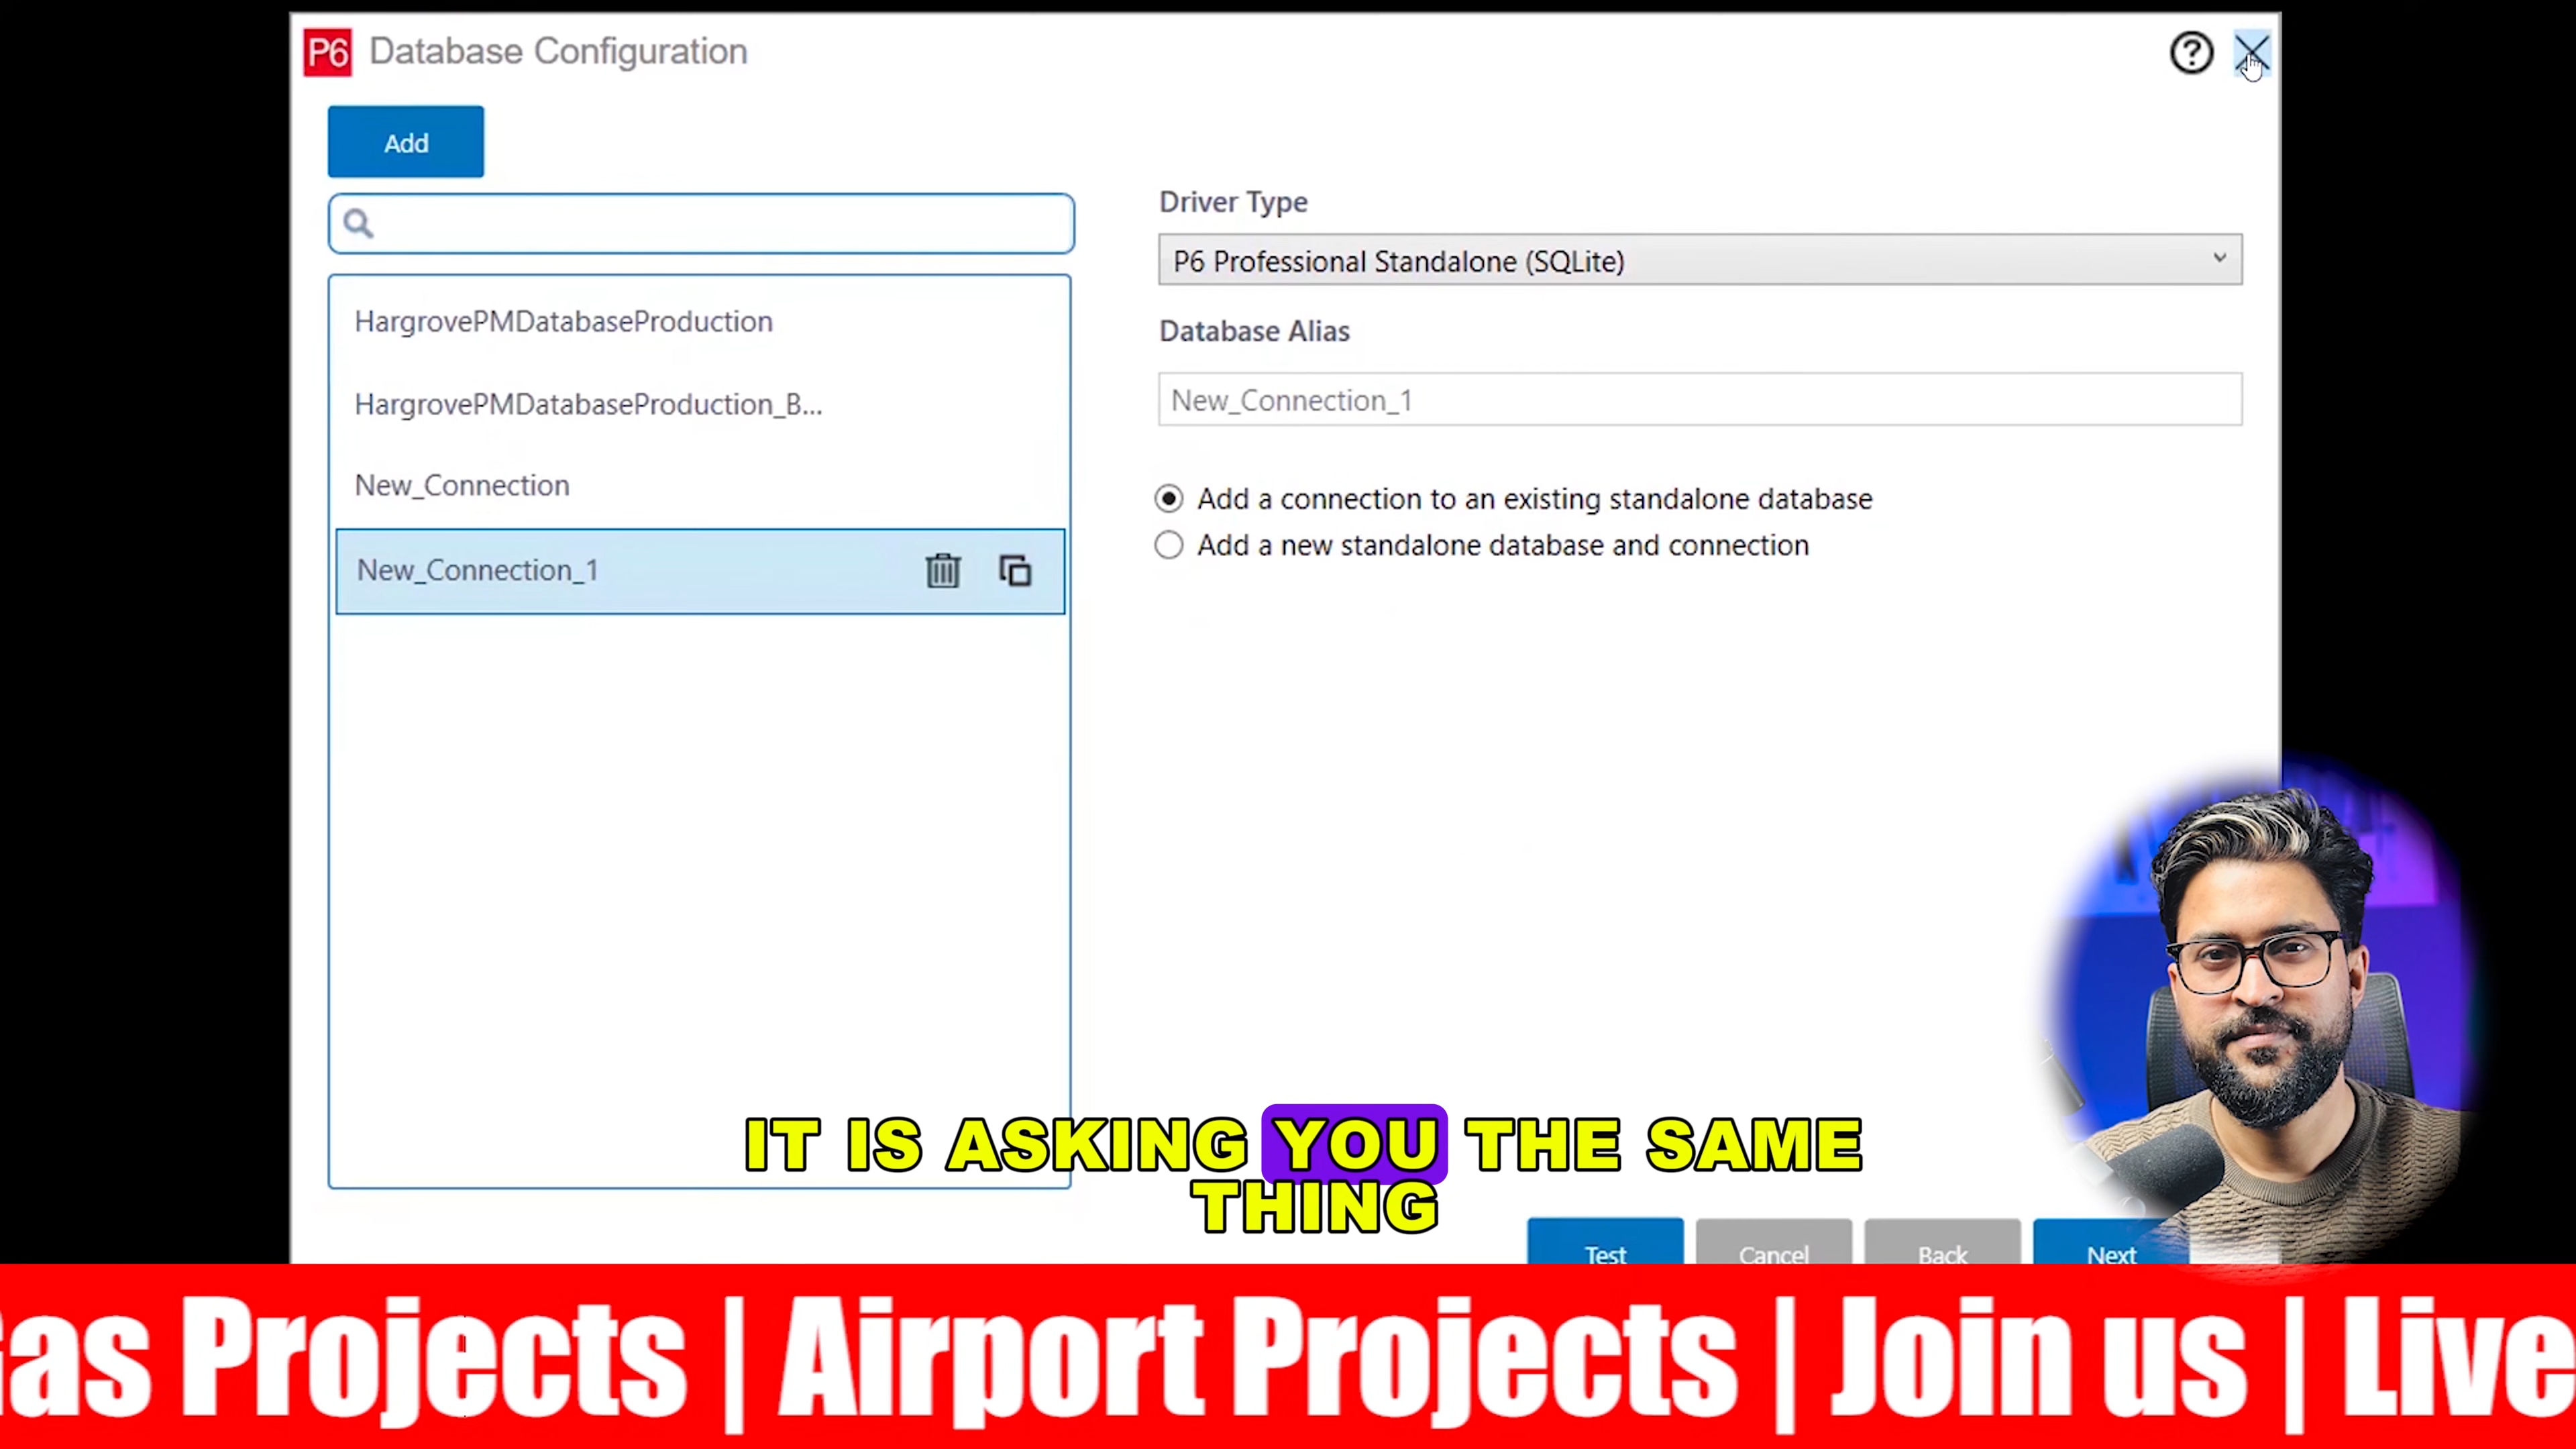 P6 Database Configuration
Add
HargrovePMDatabaseProduction
HargrovePMDatabaseProduction_B...
New_Connection
New_Connection_1
Driver Type
P6 Professional Standalone (SQLite)
Database Alias
New_Connection_1
Add a connection to an existing standalone database
Add a new standalone database and connection
IT IS ASKING YOU THE SAME
THING
Test Cancel Back Next
Gas Projects | Airport Projects | Join us | Live